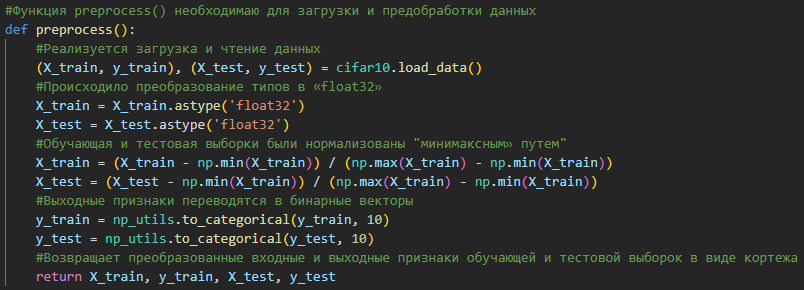 #Функция preprocess() необходимаю для загрузки и предобработки данных
def preprocess():
    #Реализуется загрузка и чтение данных
    (X_train, y_train), (X_test, y_test) = cifar10.load_data()
    #Происходило преобразование типов в «float32»
    X_train = X_train.astype('float32')
    X_test = X_test.astype('float32')
    #Обучающая и тестовая выборки были нормализованы "минимаксным» путем"
    X_train = (X_train - np.min(X_train)) / (np.max(X_train) - np.min(X_train))
    X_test = (X_test - np.min(X_train)) / (np.max(X_train) - np.min(X_train))
    #Выходные признаки переводятся в бинарные векторы
    y_train = np_utils.to_categorical(y_train, 10)
    y_test = np_utils.to_categorical(y_test, 10)
    #Возвращает преобразованные входные и выходные признаки обучающей и тестовой выборок в виде кортежа
    return X_train, y_train, X_test, y_test